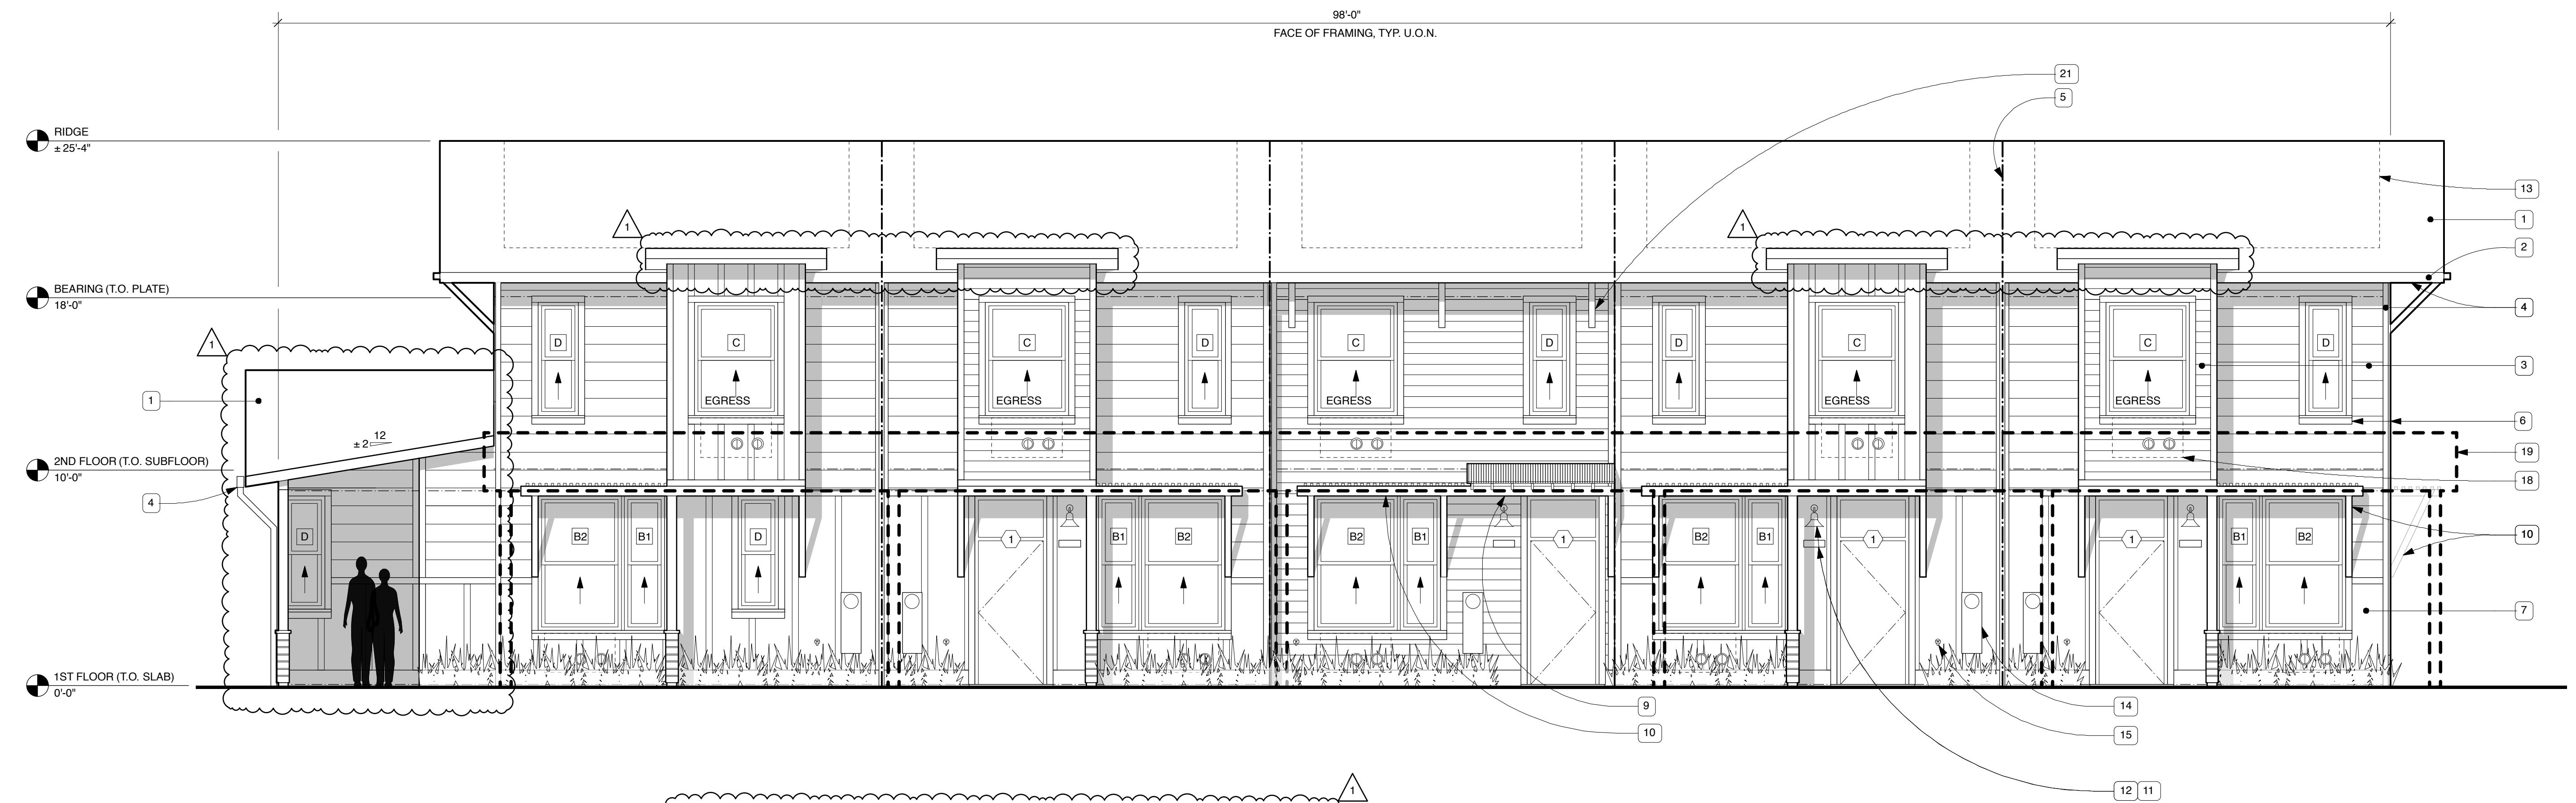 98'-0"
FACE OF FRAMING, TYP. U.O.N.
21
5
RIDGE
± 25'-4"
13
1
1
1
2
BEARING (T.O. PLATE)
18'-0"
4
1
D
C
C
D
C
D
D
C
C
D
3
1
EGRESS
EGRESS
EGRESS
EGRESS
EGRESS
6
12
± 2
19
2ND FLOOR (T.O. SUBFLOOR)
10'-0"
18
4
D
B2
B1
D
1
B1
B2
B2
B1
1
B2
B1
1
1
B1
B2
10
7
1ST FLOOR (T.O. SLAB)
0'-0"
9
14
10
15
1
12
11